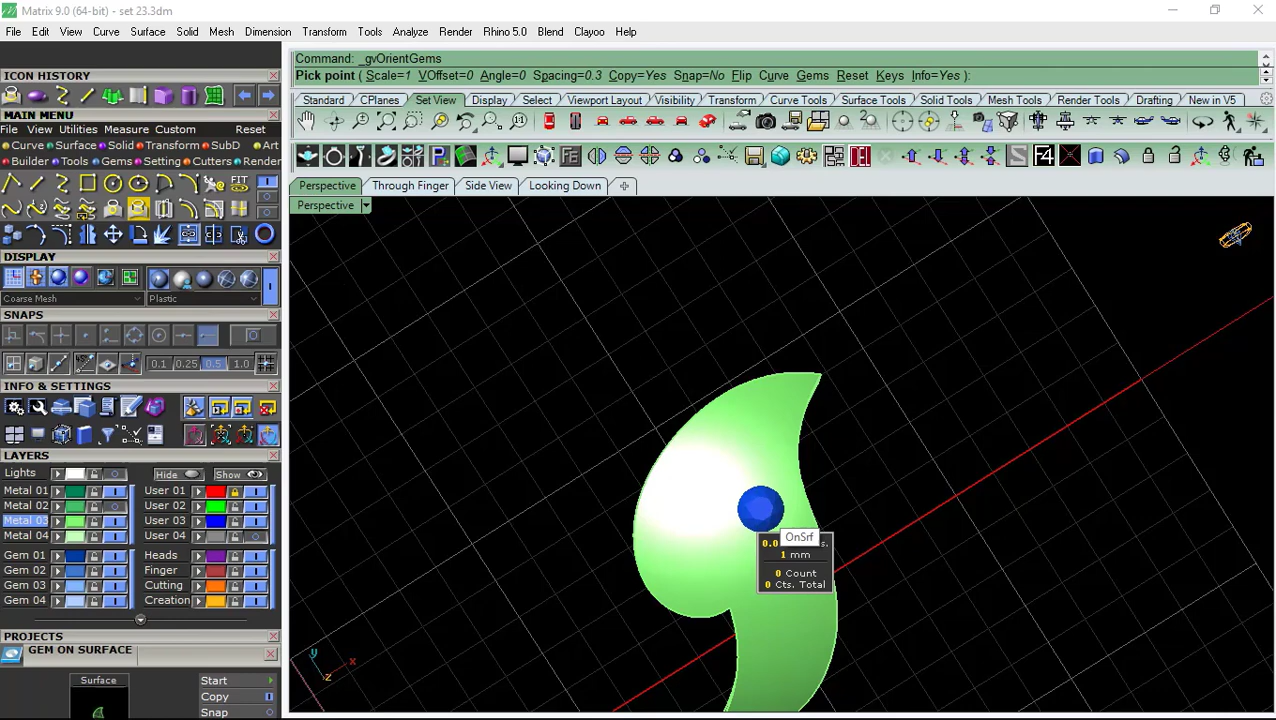 Matrix 9.0 (64-bit) - set 23.3dm
File Edit View Curve Surface Solid Mesh Dimension Transform Tools Analyze Render Rhino 5.0 Blend Clayoo Help
Command: _gvOrientGems
Pick point ( Scale=1 VOffset=0 Angle=0 Spacing=0.3 Copy=Yes Snap=No Flip Curve Gems Reset Keys Info=Yes ):
ICON HISTORY
Standard CPlanes Set View Display Select Viewport Layout Visibility Transform Curve Tools Surface Tools Solid Tools Mesh Tools Render Tools Drafting New in V5
MAIN MENU
File View Utilities Measure Custom Reset
Curve Surface Solid Transform SubD Art
Builder Tools Gems Setting Cutters Render
Perspective Through Finger Side View Looking Down
Perspective
FIT
DISPLAY
Coarse Mesh Plastic
SNAPS
0.1 0.25 0.5 1.0
INFO & SETTINGS
LAYERS
Lights Hide Show
Metal 01 User 01
Metal 02 User 02
Metal 03 User 03
Metal 04 User 04
Gem 01 Heads
Gem 02 Finger
Gem 03 Cutting
Gem 04 Creation
OnSrf
1 mm
0 Count
0 Cts. Total
PROJECTS
GEM ON SURFACE
Surface Start
Copy
Snap
y x z
S F4